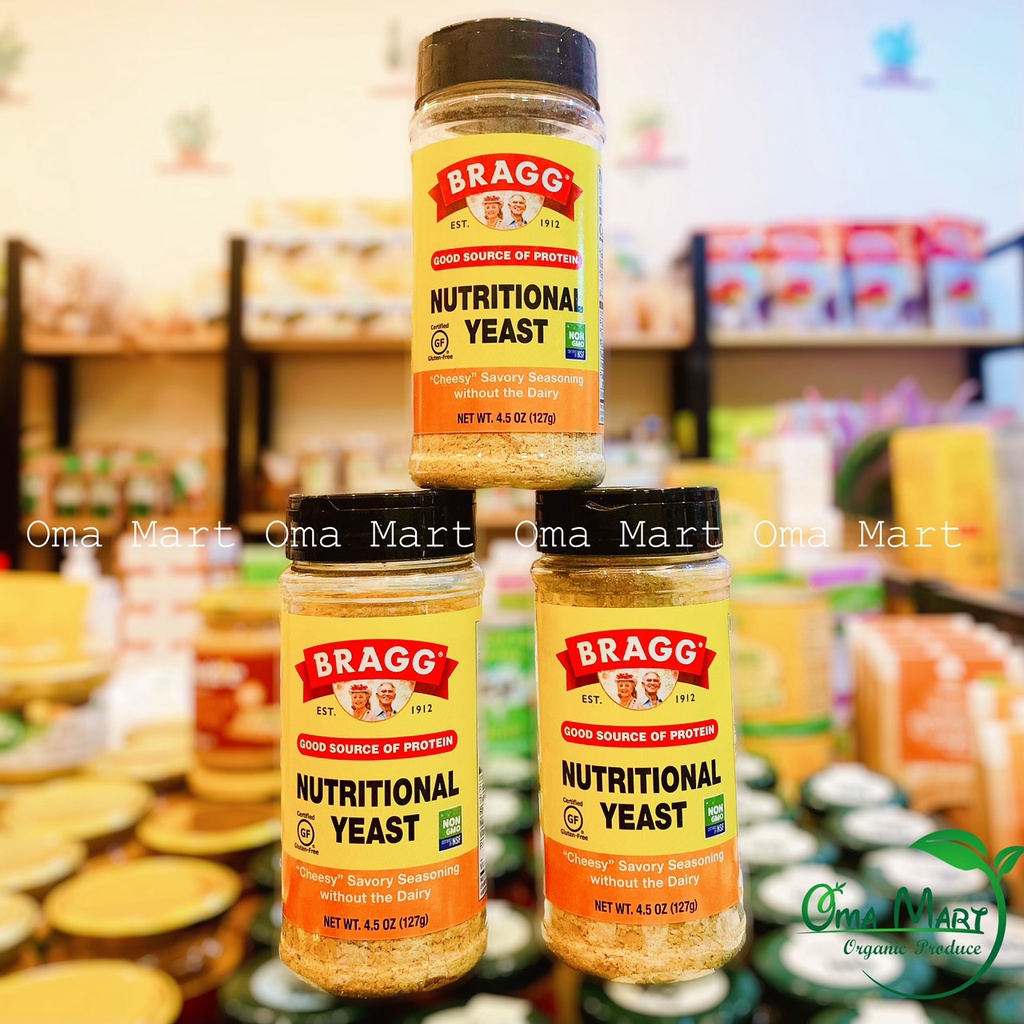 BRAGG®
EST. 1912
GOOD SOURCE OF PROTEIN
NUTRITIONAL
YEAST
Certified
GF
Gluten-Free
NON
GMO
NSF
"Cheesy" Savory Seasoning
without the Dairy
NET WT. 4.5 OZ (127g)
Oma Mart Oma Mart Oma Mart Oma Mart
BRAGG®
EST. 1912
GOOD SOURCE OF PROTEIN
NUTRITIONAL
YEAST
Certified
GF
Gluten-Free
NON
GMO
NSF
"Cheesy" Savory Seasoning
without the Dairy
NET WT. 4.5 OZ (127g)
BRAGG®
EST. 1912
GOOD SOURCE OF PROTEIN
NUTRITIONAL
YEAST
Certified
GF
Gluten-Free
NON
GMO
NSF
"Cheesy" Savory Seasoning
without the Dairy
NET WT. 4.5 OZ (127g)
Oma Mart
Organic Produce